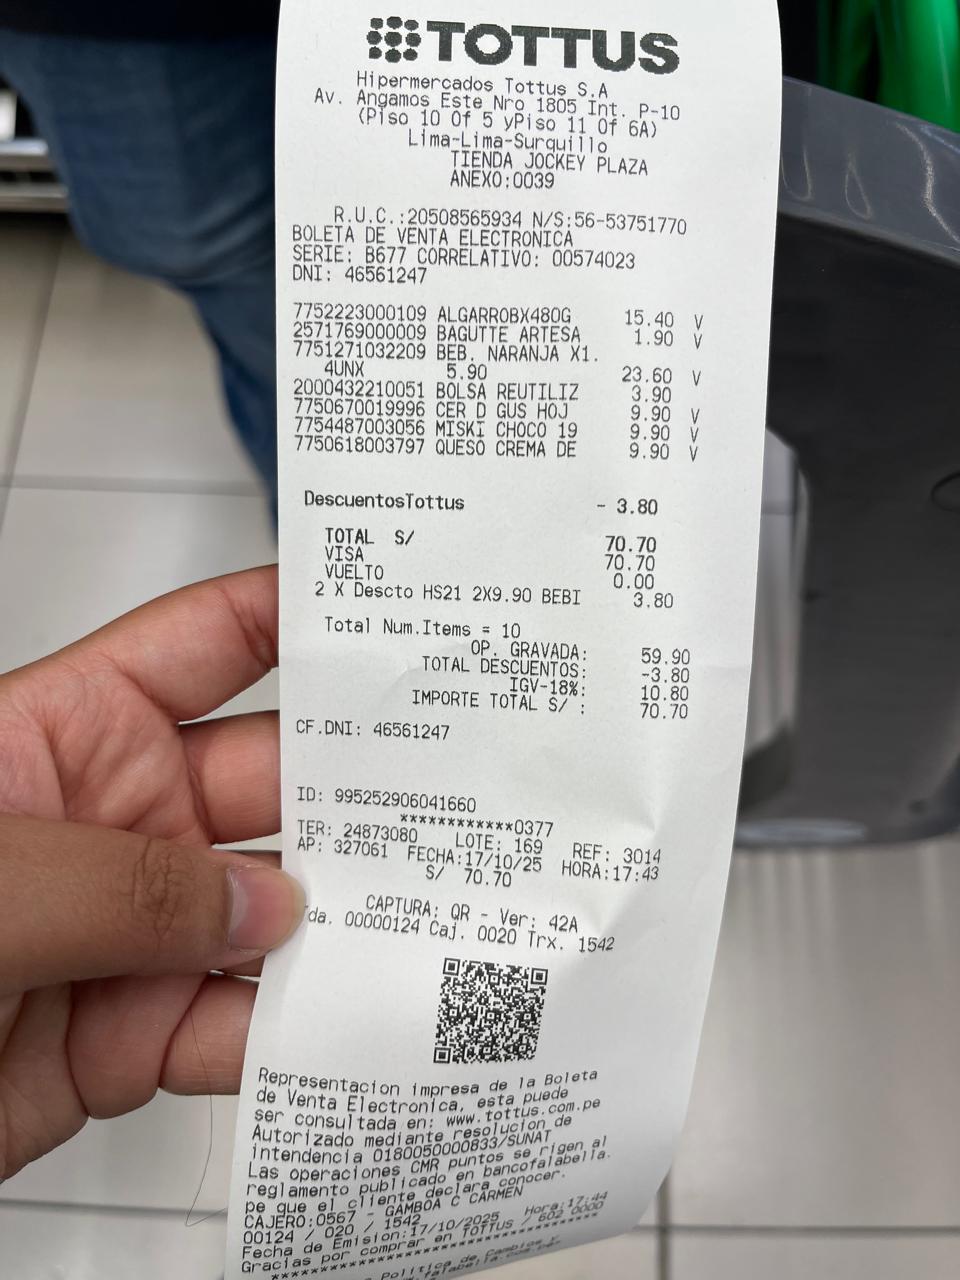 TOTTUS
Hipermercados Tottus S.A
Av. Angamos Este Nro 1805 Int. P-10
(Piso 10 Of 5 yPiso 11 Of 6A)
Lima-Lima-Surquillo
TIENDA JOCKEY PLAZA
ANEXO:0039
R.U.C.:20508565934 N/S:56-53751770
BOLETA DE VENTA ELECTRONICA
SERIE: B677 CORRELATIVO: 00574023
DNI: 46561247
7752223000109 ALGARROBX480G 15.40 V
2571769000009 BAGUTTE ARTESA 1.90 V
7751271032209 BEB. NARANJA X1.
4UNX 5.90 23.60 V
2000432210051 BOLSA REUTILIZ 3.90
7750670019996 CER D GUS HOJ 9.90 V
7754487003056 MISKI CHOCO 19 9.90 V
7750618003797 QUESO CREMA DE 9.90 V
DescuentosTottus - 3.80
TOTAL S/ 70.70
VISA 70.70
VUELTO 0.00
2 X Descto HS21 2X9.90 BEBI 3.80
Total Num.Items = 10
OP. GRAVADA: 59.90
TOTAL DESCUENTOS: -3.80
IGV-18%: 10.80
IMPORTE TOTAL S/ : 70.70
CF.DNI: 46561247
ID: 995252906041660
************0377
TER: 24873080 LOTE: 169 REF: 3014
AP: 327061 FECHA:17/10/25 HORA:17:43
S/ 70.70
CAPTURA: QR - Ver: 42A
da. 00000124 Caj. 0020 Trx. 1542
Representacion impresa de la Boleta
de Venta Electronica, esta puede
ser consultada en: www.tottus.com.pe
Autorizado mediante resolucion de
intendencia 0180050000833/SUNAT
Las operaciones CMR puntos se rigen al
reglamento publicado en bancofalabella.
pe que el cliente declara conocer.
CAJERO:0567 - GAMBOA C CARMEN
00124 / 020 / 1542 Hora:17:44
Fecha de Emision:17/10/2025 / 602 0000
Gracias por comprar en TOTTUS
Politica de Cambios y